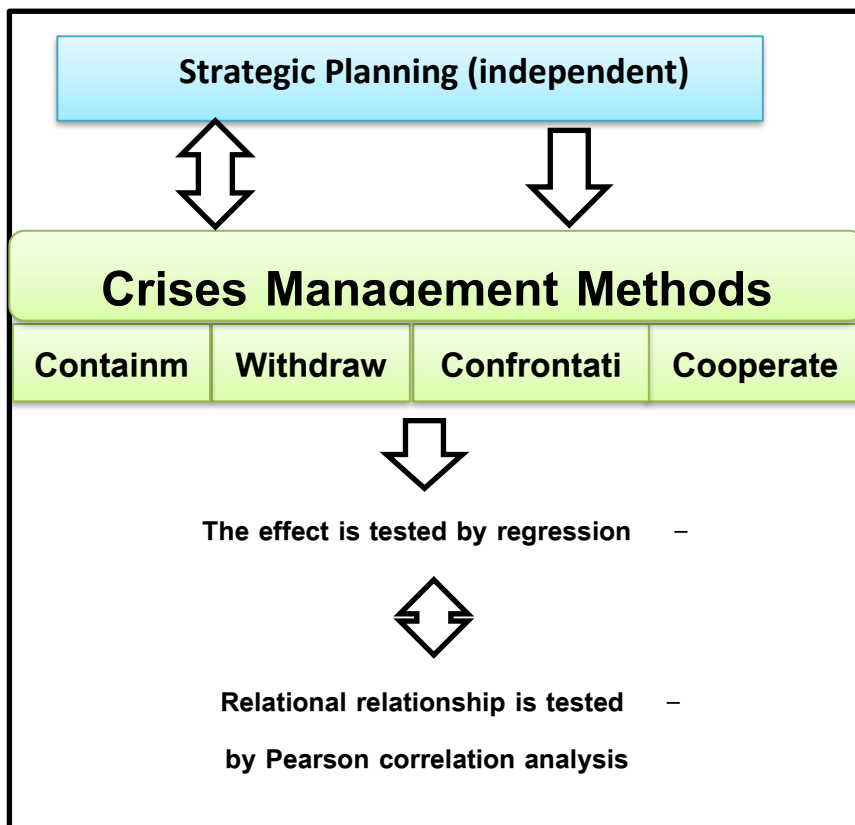 Strategic Planning (independent)
Crises Management Methods
Containm Withdraw Confrontati Cooperate
The effect is tested by regression –
Relational relationship is tested –
by Pearson correlation analysis